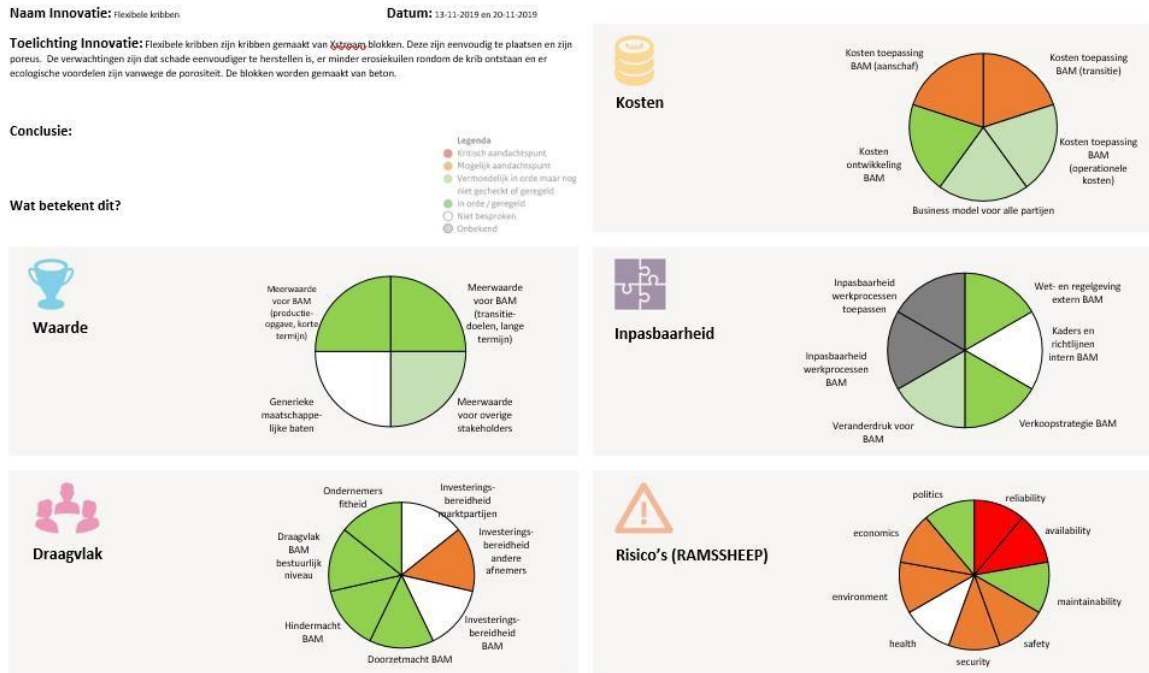 Naam Innovatie: Flexibele kribben
Datum: 13-11-2019 en 20-11-2019
Toelichting Innovatie: Flexibele kribben zijn kribben gemaakt van Xstream blokken. Deze zijn eenvoudig te plaatsen en zijn
poreus. De verwachtingen zijn dat schade eenvoudiger te herstellen is, er minder erosiekuilen rondom de krib ontstaan en er
ecologische voordelen zijn vanwege de porositeit. De blokken worden gemaakt van beton.
Conclusie:
Legenda
Kritisch aandachtspunt
Mogelijk aandachtspunt
Vermoedelijk in orde maar nog
niet gecheckt of geregeld
In orde / geregeld
Niet besproken
Onbekend
Wat betekent dit?
Kosten
Kosten toepassing
BAM (aanschaf)
Kosten toepassing
BAM (transitie)
Kosten
ontwikkeling
BAM
Kosten toepassing
BAM
(operationele
kosten)
Business model voor alle partijen
Waarde
Meerwaarde
voor BAM
(productie-
opgave, korte
termijn)
Meerwaarde
voor BAM
(transitie-
doelen, lange
termijn)
Generieke
maatschappe-
lijke baten
Meerwaarde
voor overige
stakeholders
Inpasbaarheid
Inpasbaarheid
werkprocessen
toepassen
Wet- en regelgeving
extern BAM
Kaders en
richtlijnen
intern BAM
Inpasbaarheid
werkprocessen
BAM
Veranderdruk voor
BAM
Verkoopstrategie BAM
Draagvlak
Ondernemers
fitheid
Investerings-
bereidheid
marktpartijen
Draagvlak
BAM
bestuurlijk
niveau
Investerings-
bereidheid
andere
afnemers
Hindermacht
BAM
Investerings-
bereidheid
BAM
Doorzetmacht BAM
Risico's (RAMSSHEEP)
politics
reliability
economics
availability
environment
maintainability
health
safety
security